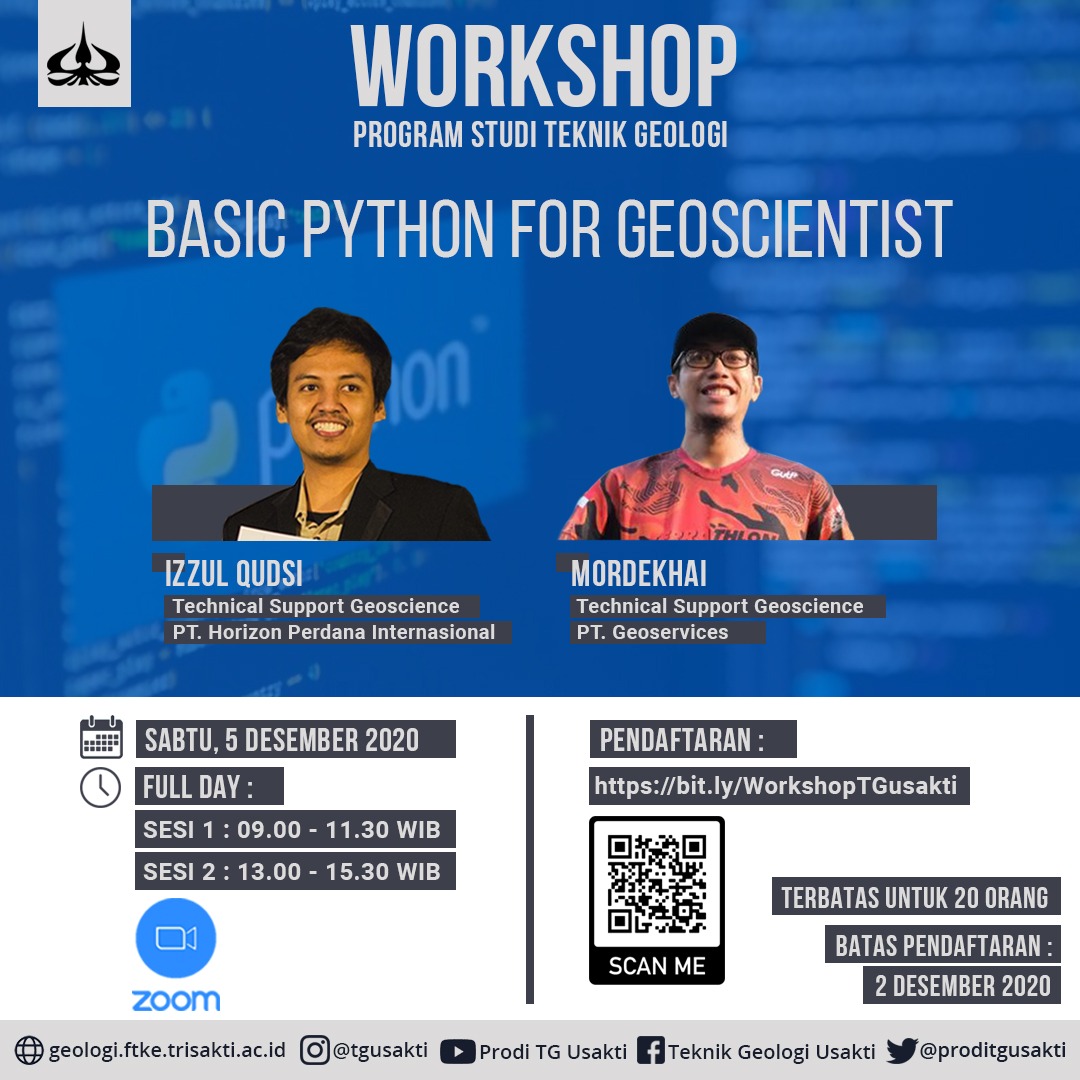 WORKSHOP
PROGRAM STUDI TEKNIK GEOLOGI
BASIC PYTHON FOR GEOSCIENTIST
IZZUL QUDSI
Technical Support Geoscience
PT. Horizon Perdana Internasional
MORDEKHAI
Technical Support Geoscience
PT. Geoservices
SABTU, 5 DESEMBER 2020
FULL DAY :
SESI 1 : 09.00 - 11.30 WIB
SESI 2 : 13.00 - 15.30 WIB
zoom
PENDAFTARAN :
https://bit.ly/WorkshopTGusakti
SCAN ME
TERBATAS UNTUK 20 ORANG
BATAS PENDAFTARAN :
2 DESEMBER 2020
geologi.ftke.trisakti.ac.id @tgusakti Prodi TG Usakti Teknik Geologi Usakti @proditgusakti